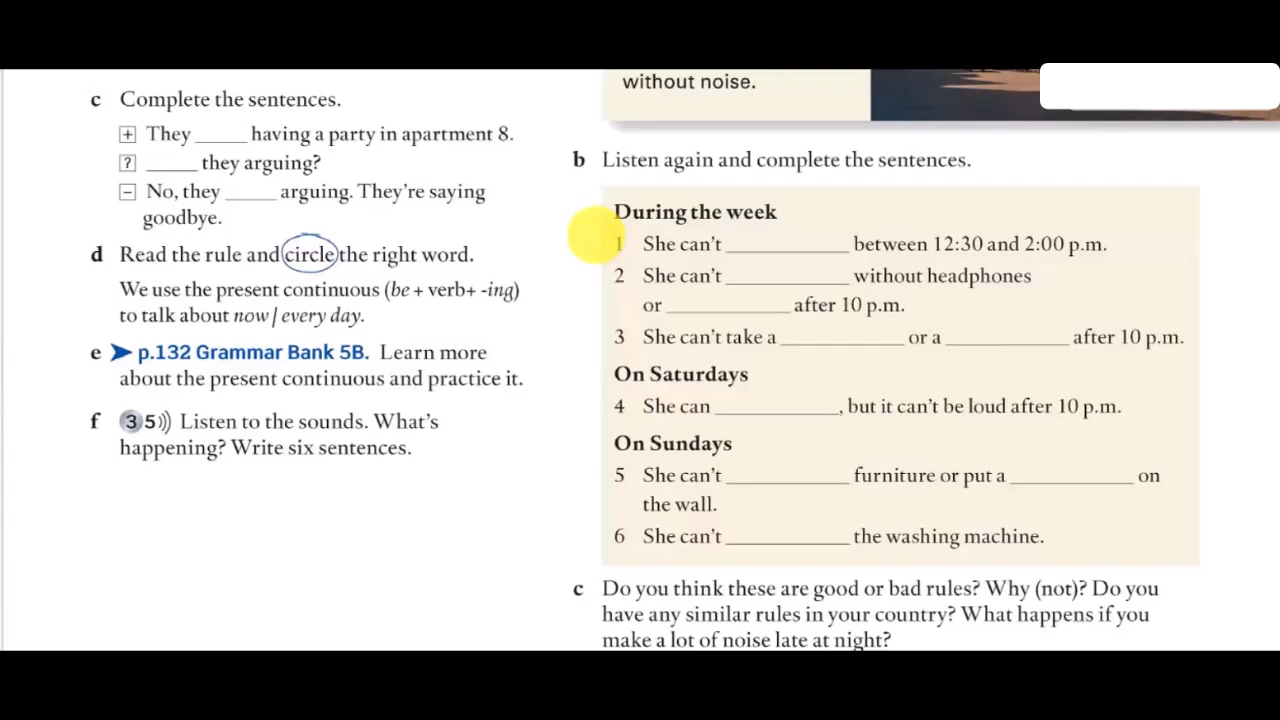 c Complete the sentences.
+ They _____ having a party in apartment 8.
? _____ they arguing?
– No, they _____ arguing. They're saying
goodbye.
d Read the rule and circle the right word.
We use the present continuous (be + verb+ -ing)
to talk about now / every day.
e ➤ p.132 Grammar Bank 5B. Learn more
about the present continuous and practice it.
f 3 5)) Listen to the sounds. What's
happening? Write six sentences.
without noise.
b Listen again and complete the sentences.
During the week
1 She can't ____________ between 12:30 and 2:00 p.m.
2 She can't ____________ without headphones
or ____________ after 10 p.m.
3 She can't take a ____________ or a ____________ after 10 p.m.
On Saturdays
4 She can ____________, but it can't be loud after 10 p.m.
On Sundays
5 She can't ____________ furniture or put a ____________ on
the wall.
6 She can't ____________ the washing machine.
c Do you think these are good or bad rules? Why (not)? Do you
have any similar rules in your country? What happens if you
make a lot of noise late at night?